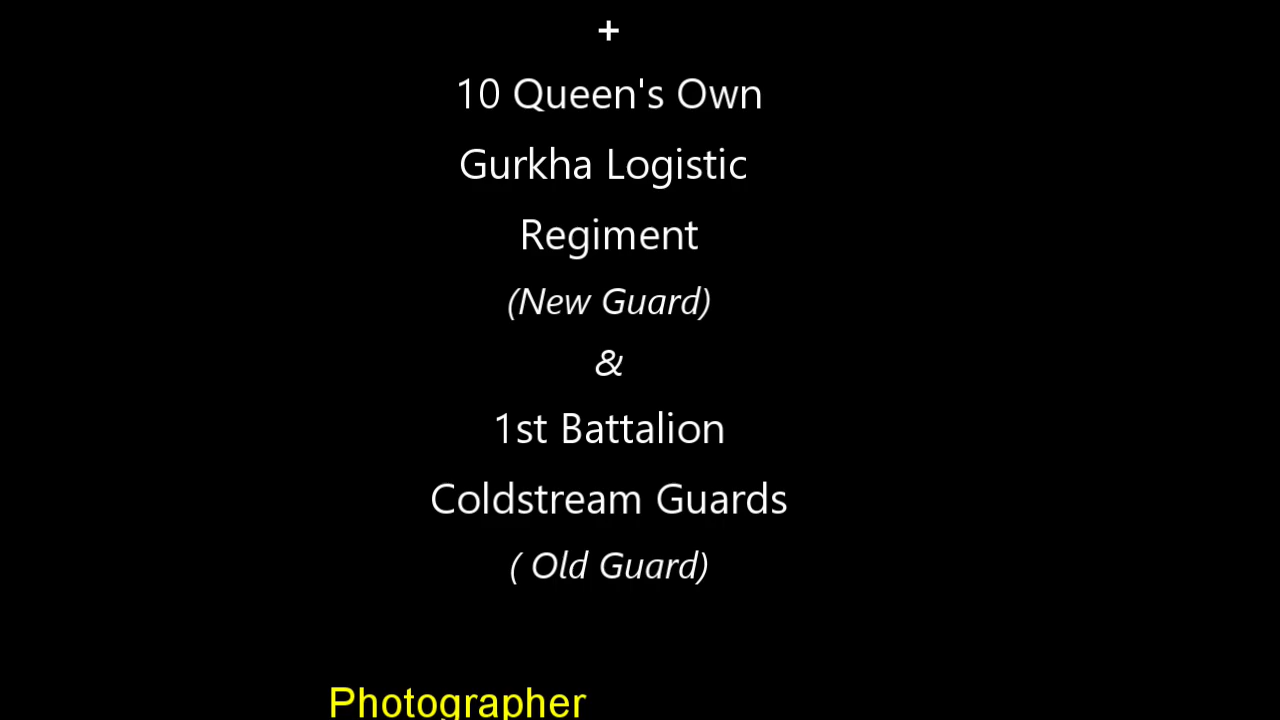 +
10 Queen's Own
Gurkha Logistic
Regiment
(New Guard)
&
1st Battalion
Coldstream Guards
( Old Guard)
Photographer